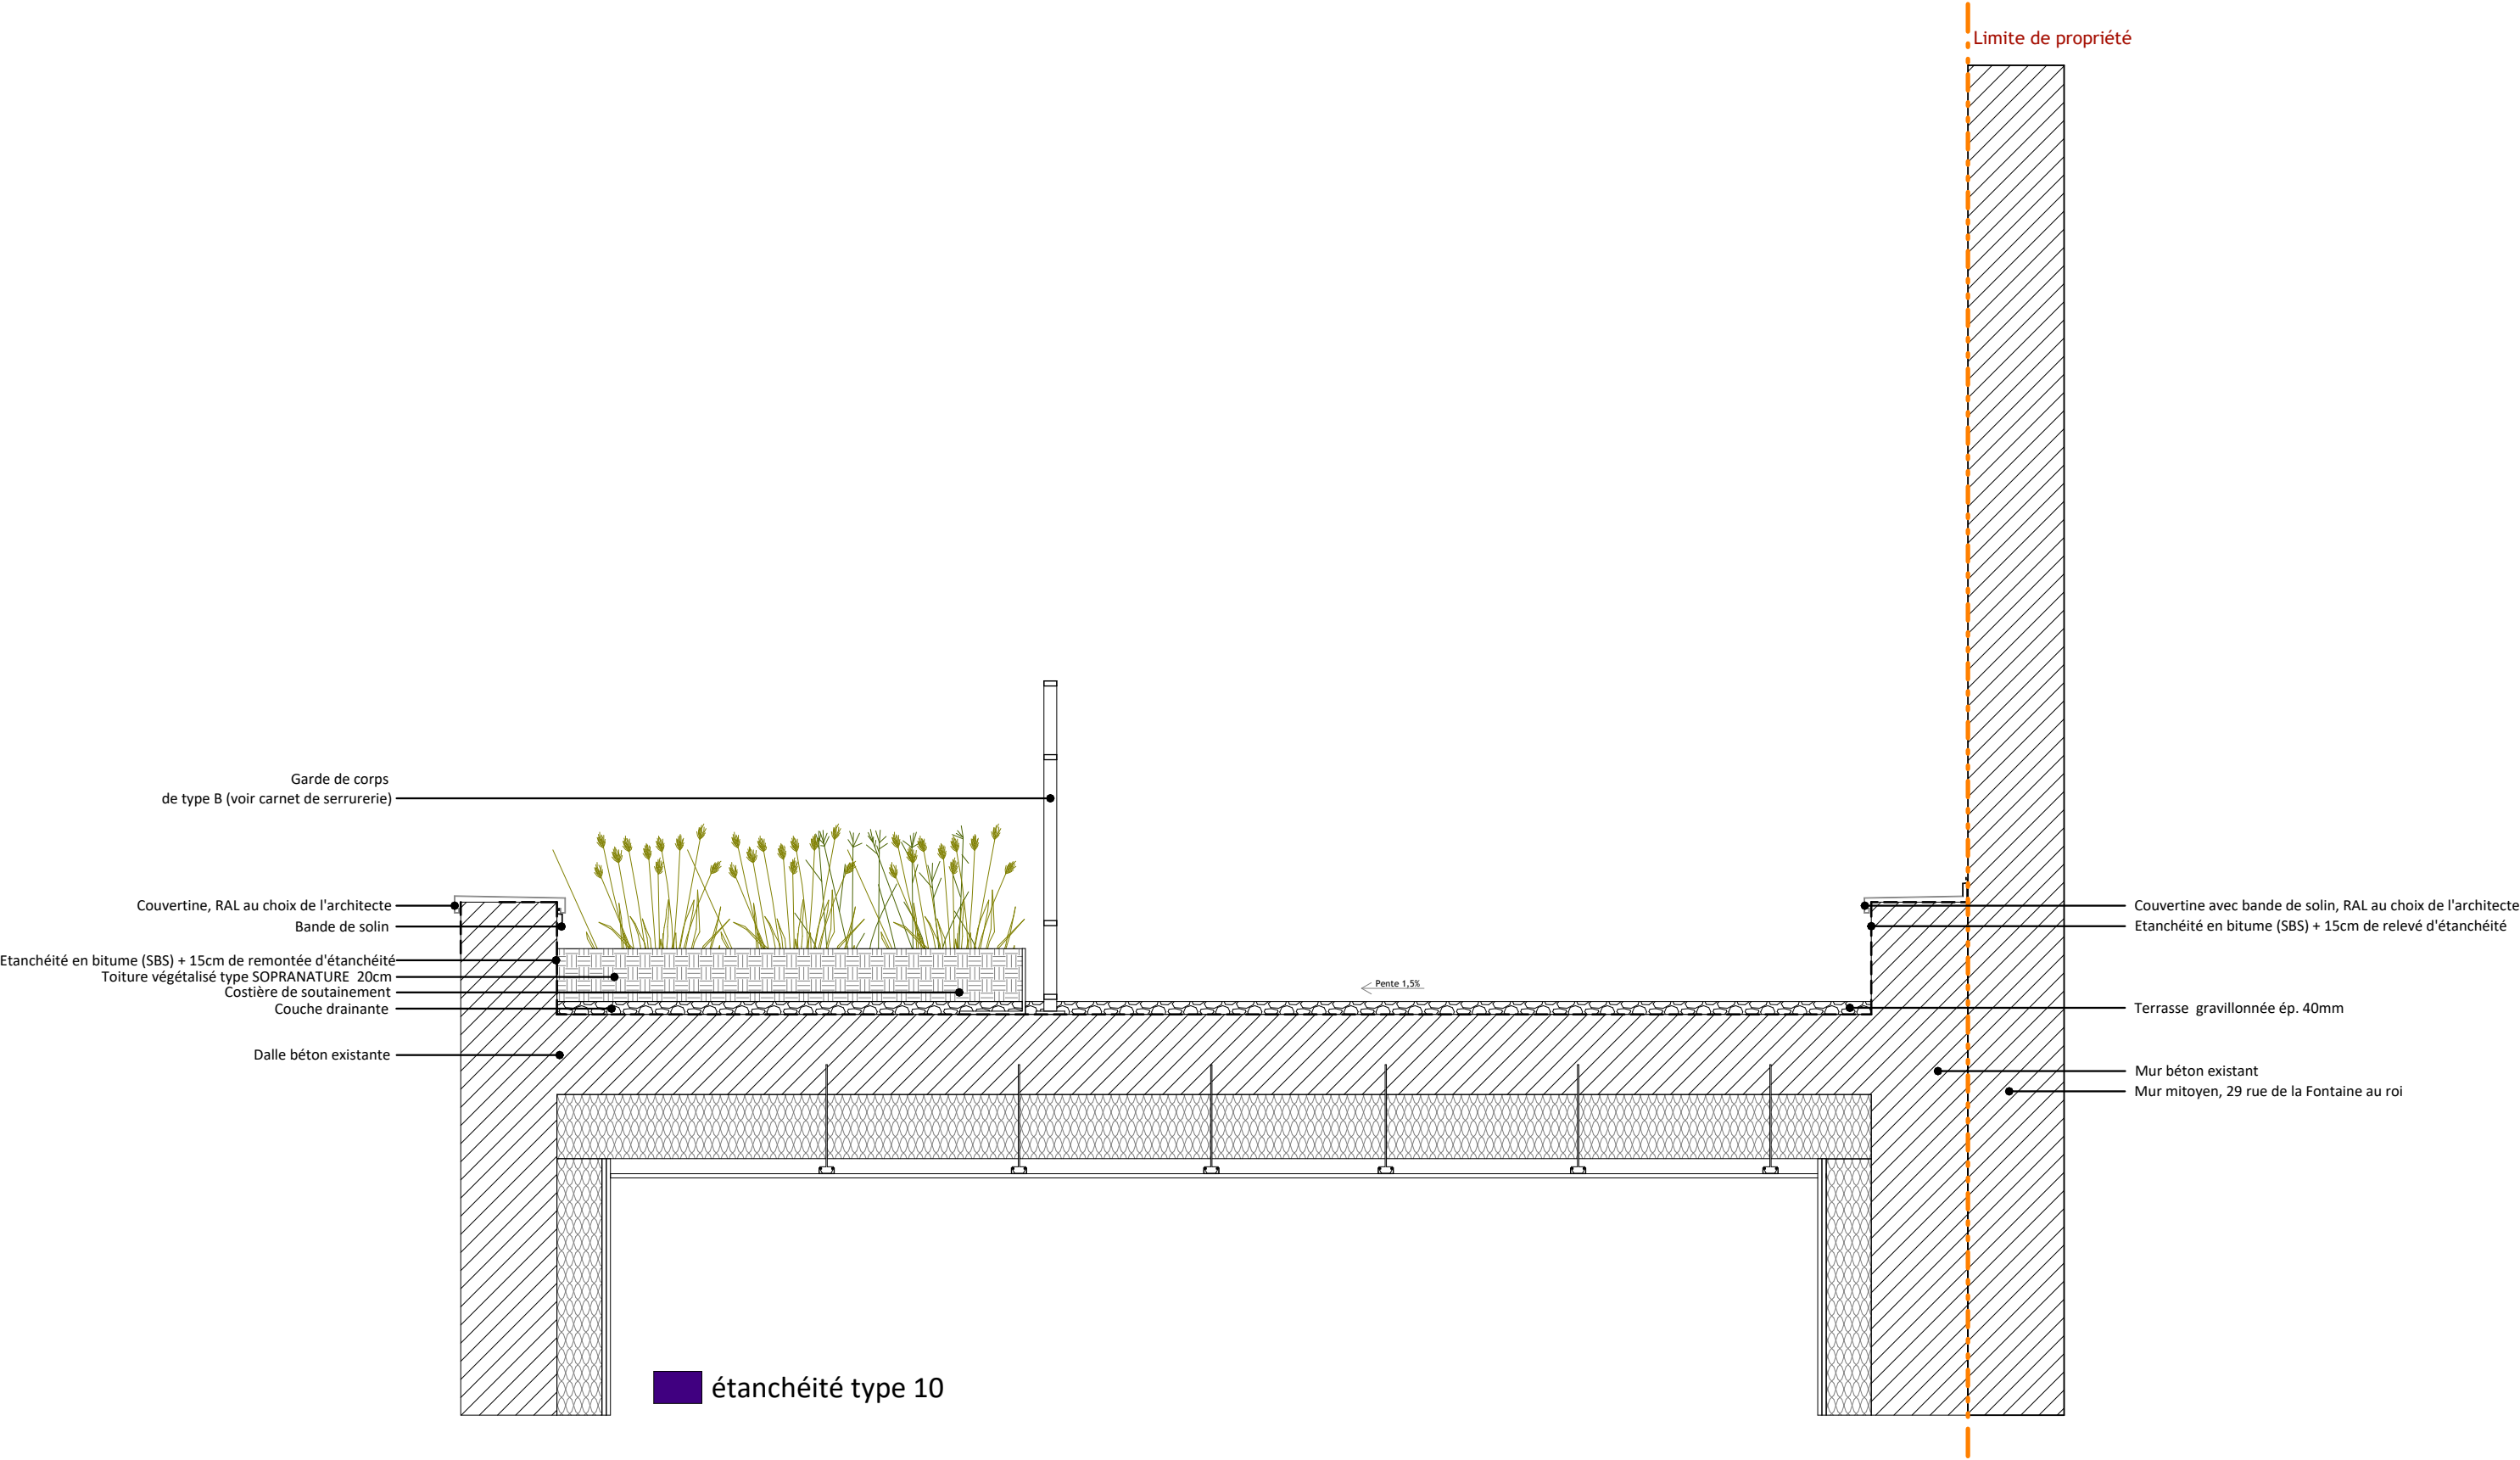 Limite de propriété
Garde de corps
de type B (voir carnet de serrurerie)
Couvertine, RAL au choix de l'architecte
Bande de solin
Etanchéité en bitume (SBS) + 15cm de remontée d'étanchéité
Toiture végétalisé type SOPRANATURE 20cm
Costière de soutainement
Couche drainante
Dalle béton existante
Pente 1,5%
Couvertine avec bande de solin, RAL au choix de l'architecte
Etanchéité en bitume (SBS) + 15cm de relevé d'étanchéité
Terrasse gravillonnée ép. 40mm
Mur béton existant
Mur mitoyen, 29 rue de la Fontaine au roi
étanchéité type 10